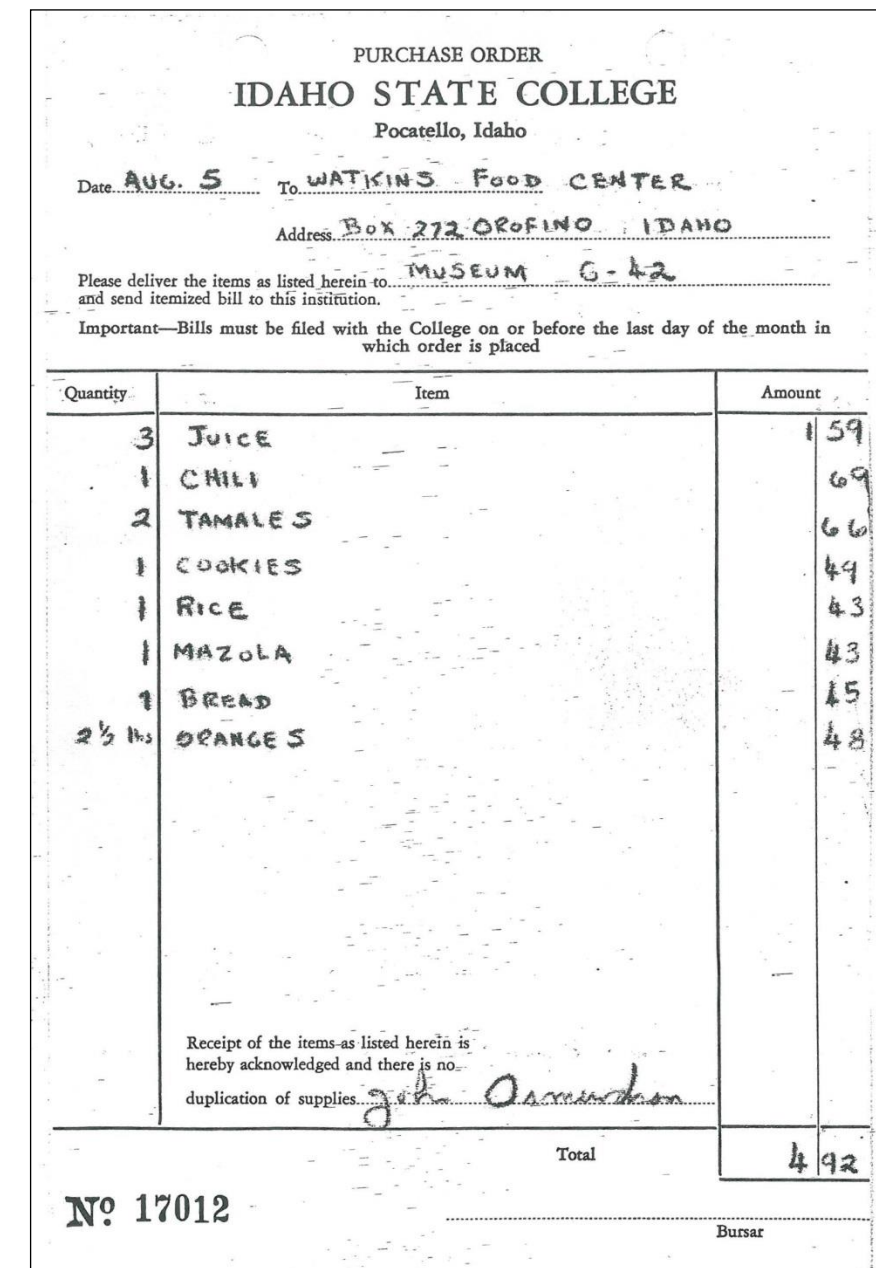 PURCHASE ORDER
IDAHO STATE COLLEGE
Pocatello, Idaho
Date AUG. 5 To WATKINS FOOD CENTER
Address BOX 272 OROFINO IDAHO
Please deliver the items as listed herein to MUSEUM G-42
and send itemized bill to this institution.
Important—Bills must be filed with the College on or before the last day of the month in
which order is placed
Quantity Item Amount
3 JUICE 1 59
1 CHILI 69
2 TAMALES 66
1 COOKIES 49
1 RICE 43
1 MAZOLA 43
1 BREAD 15
2 ½ lbs ORANGES 48
Receipt of the items as listed herein is
hereby acknowledged and there is no
duplication of supplies John Osmundson
Total 4 92
Nº 17012
Bursar